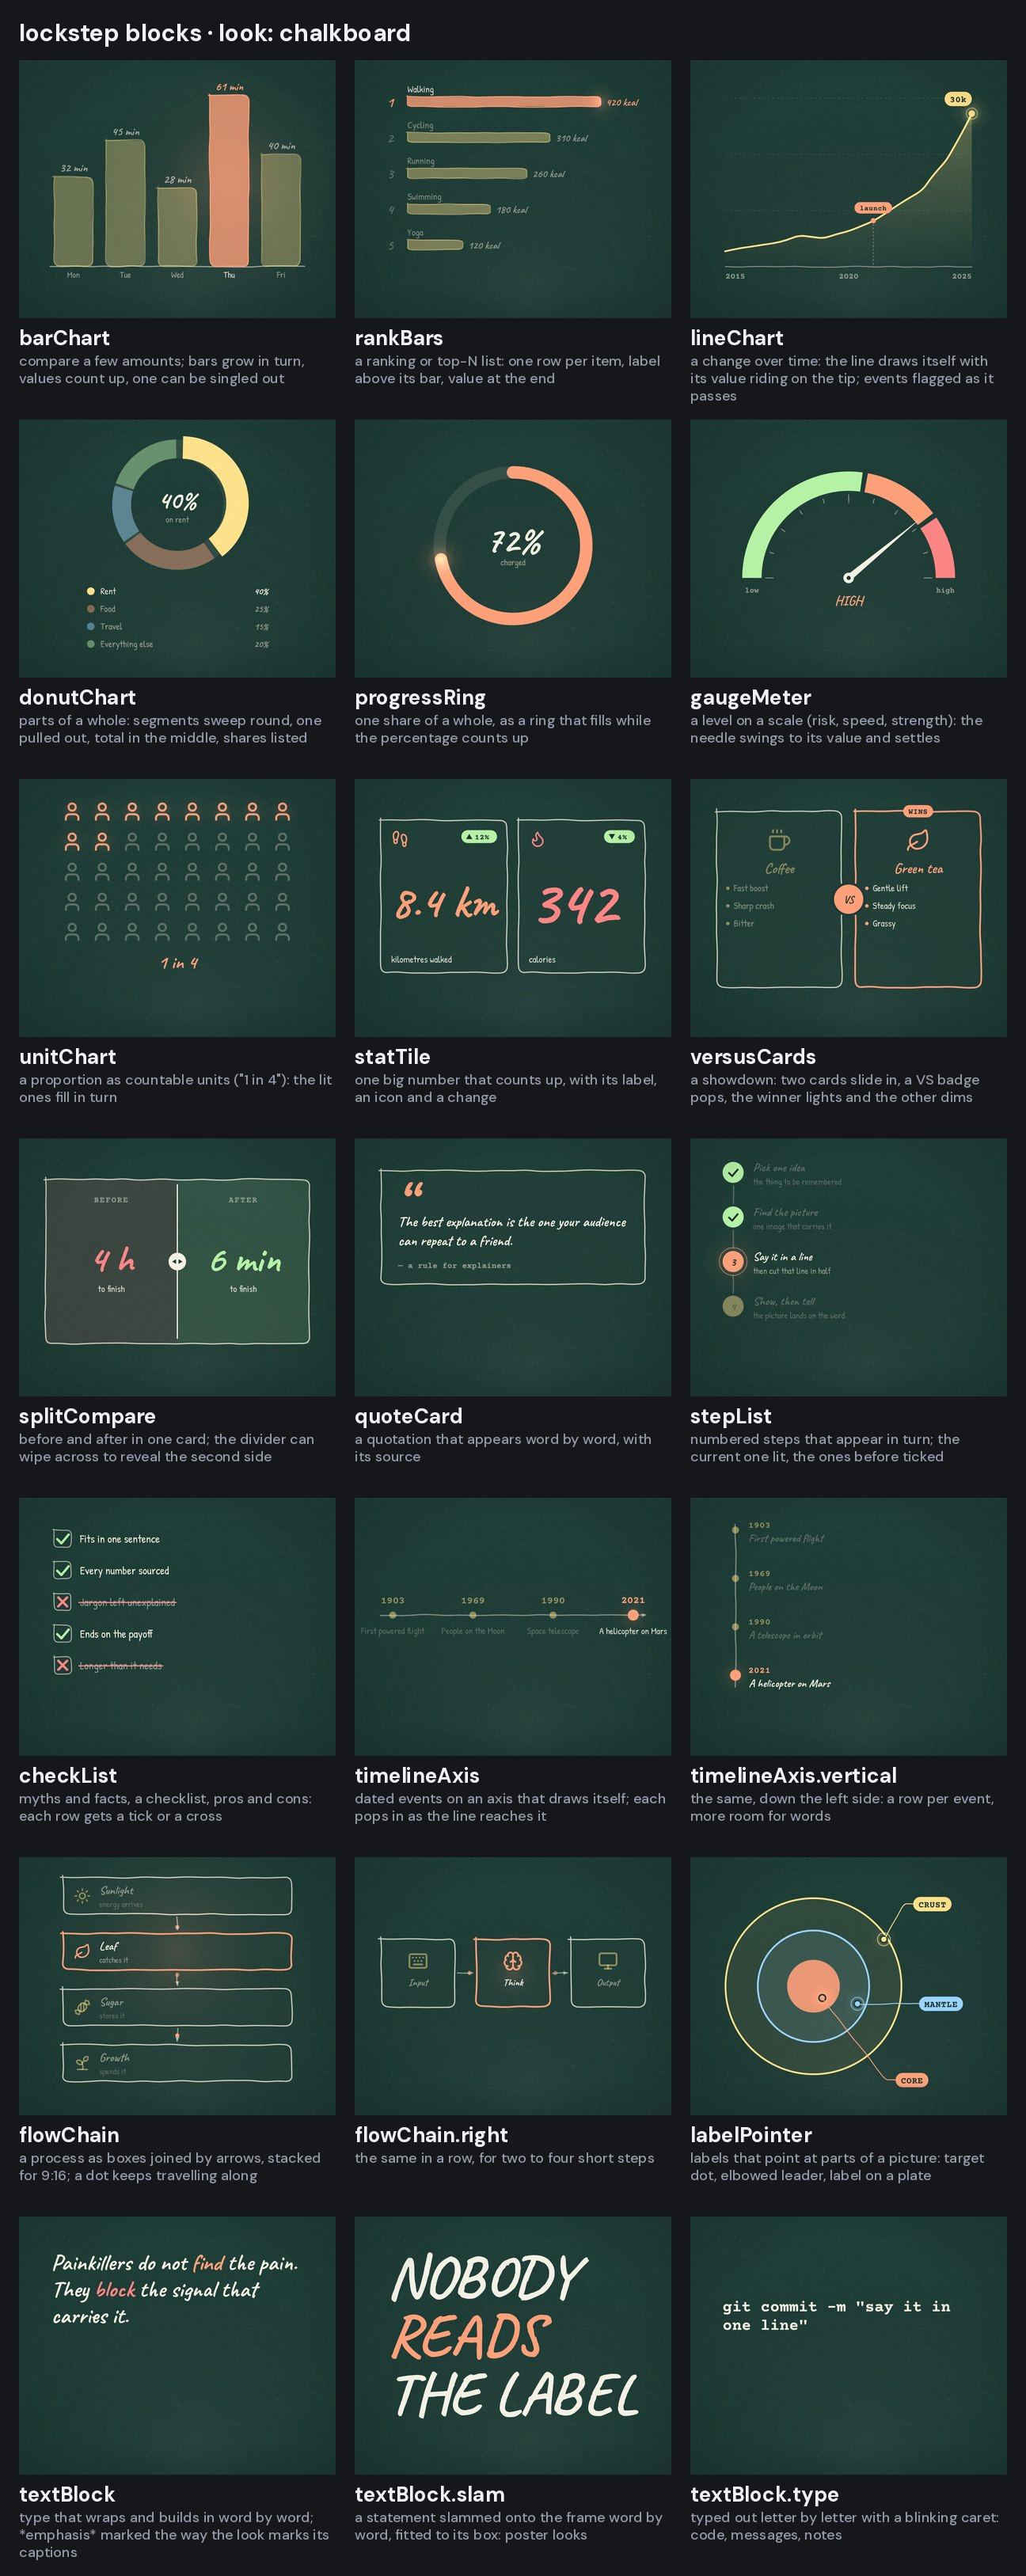 lockstep blocks · look: chalkboard
61 min
45 min
40 min
32 min
28 min
Mon Tue Wed Thu Fri
barChart
compare a few amounts; bars grow in turn,
values count up, one can be singled out
Walking
1 420 kcal
Cycling
2 310 kcal
Running
3 260 kcal
Swimming
4 180 kcal
Yoga
5 120 kcal
rankBars
a ranking or top-N list: one row per item, label
above its bar, value at the end
30k
launch
2015 2020 2025
lineChart
a change over time: the line draws itself with
its value riding on the tip; events flagged as it
passes
40%
on rent
Rent 40%
Food 25%
Travel 15%
Everything else 20%
donutChart
parts of a whole: segments sweep round, one
pulled out, total in the middle, shares listed
72%
charged
progressRing
one share of a whole, as a ring that fills while
the percentage counts up
low high
HIGH
gaugeMeter
a level on a scale (risk, speed, strength): the
needle swings to its value and settles
1 in 4
unitChart
a proportion as countable units ("1 in 4"): the lit
ones fill in turn
▲ 12%
8.4 km
kilometres walked
▼ 4%
342
calories
statTile
one big number that counts up, with its label,
an icon and a change
Coffee
Fast boost
Sharp crash
Bitter
VS
WINS
Green tea
Gentle lift
Steady focus
Grassy
versusCards
a showdown: two cards slide in, a VS badge
pops, the winner lights and the other dims
BEFORE
4 h
to finish
AFTER
6 min
to finish
splitCompare
before and after in one card; the divider can
wipe across to reveal the second side
“
The best explanation is the one your audience
can repeat to a friend.
— a rule for explainers
quoteCard
a quotation that appears word by word, with
its source
Pick one idea
the thing to be remembered
Find the picture
one image that carries it
3 Say it in a line
then cut that line in half
4 Show, then tell
the picture lands on the word
stepList
numbered steps that appear in turn; the
current one lit, the ones before ticked
Fits in one sentence
Every number sourced
Jargon left unexplained
Ends on the payoff
Longer than it needs
checkList
myths and facts, a checklist, pros and cons:
each row gets a tick or a cross
1903 1969 1990 2021
First powered flight People on the Moon Space telescope A helicopter on Mars
timelineAxis
dated events on an axis that draws itself; each
pops in as the line reaches it
1903
First powered flight
1969
People on the Moon
1990
A telescope in orbit
2021
A helicopter on Mars
timelineAxis.vertical
the same, down the left side: a row per event,
more room for words
Sunlight
energy arrives
Leaf
catches it
Sugar
stores it
Growth
spends it
flowChain
a process as boxes joined by arrows, stacked
for 9:16; a dot keeps travelling along
Input Think Output
flowChain.right
the same in a row, for two to four short steps
CRUST
MANTLE
CORE
labelPointer
labels that point at parts of a picture: target
dot, elbowed leader, label on a plate
Painkillers do not find the pain.
They block the signal that
carries it.
textBlock
type that wraps and builds in word by word;
*emphasis* marked the way the look marks its
captions
NOBODY
READS
THE LABEL
textBlock.slam
a statement slammed onto the frame word by
word, fitted to its box: poster looks
git commit -m "say it in
one line"
textBlock.type
typed out letter by letter with a blinking caret:
code, messages, notes